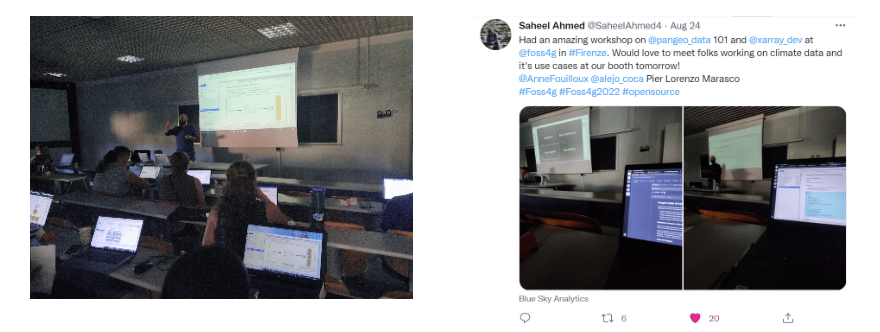 Saheel Ahmed @SaheelAhmed4 · Aug 24
Had an amazing workshop on @pangeo_data 101 and @xarray_dev at
@foss4g in #Firenze. Would love to meet folks working on climate data and
it's use cases at our booth tomorrow!
@AnneFouilloux @alejo_coca Pier Lorenzo Marasco
#Foss4g #Foss4g2022 #opensource
Blue Sky Analytics
6
20